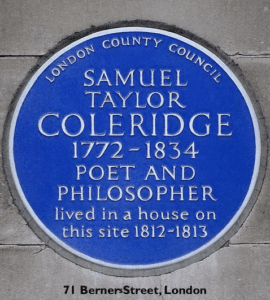 LONDON COUNTY COUNCIL
SAMUEL
TAYLOR
COLERIDGE
1772-1834
POET AND
PHILOSOPHER
lived in a house on
this site 1812-1813
71 Berners Street, London